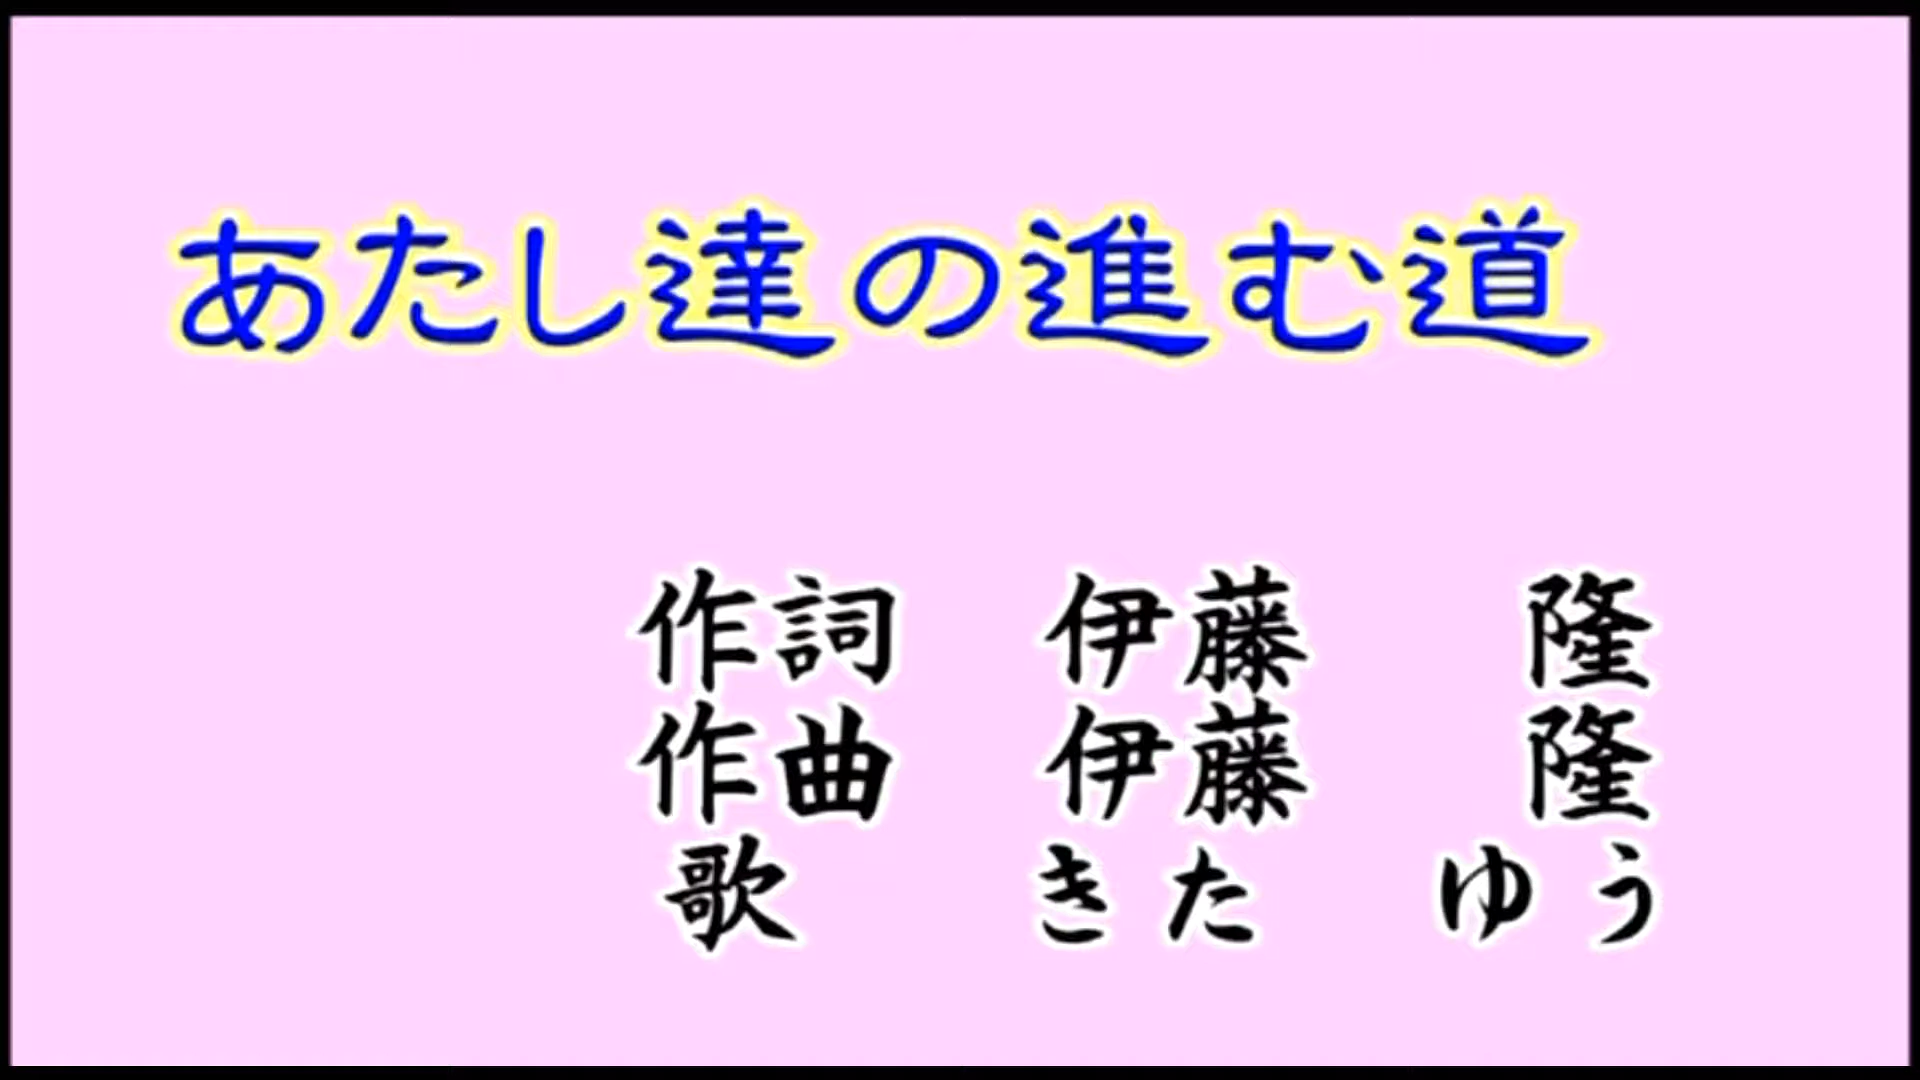 あたし達の進む道
作詞　伊藤　隆
作曲　伊藤　隆
歌　きた　ゆう